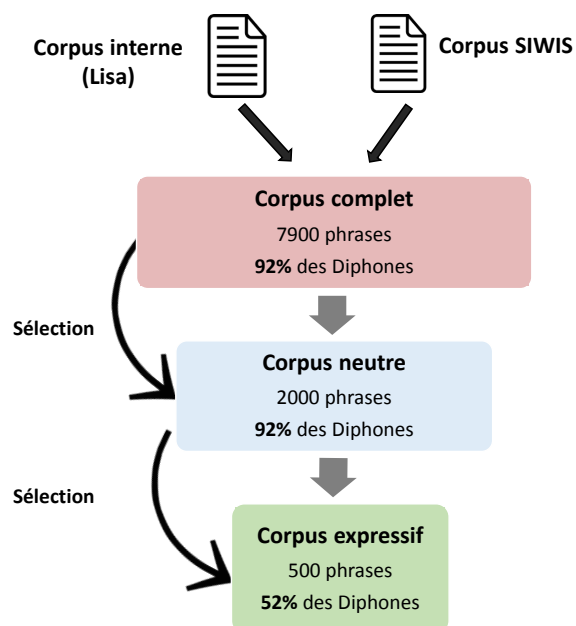 Corpus interne
(Lisa)
Corpus SIWIS
Corpus complet
7900 phrases
92% des Diphones
Sélection
Corpus neutre
2000 phrases
92% des Diphones
Sélection
Corpus expressif
500 phrases
52% des Diphones